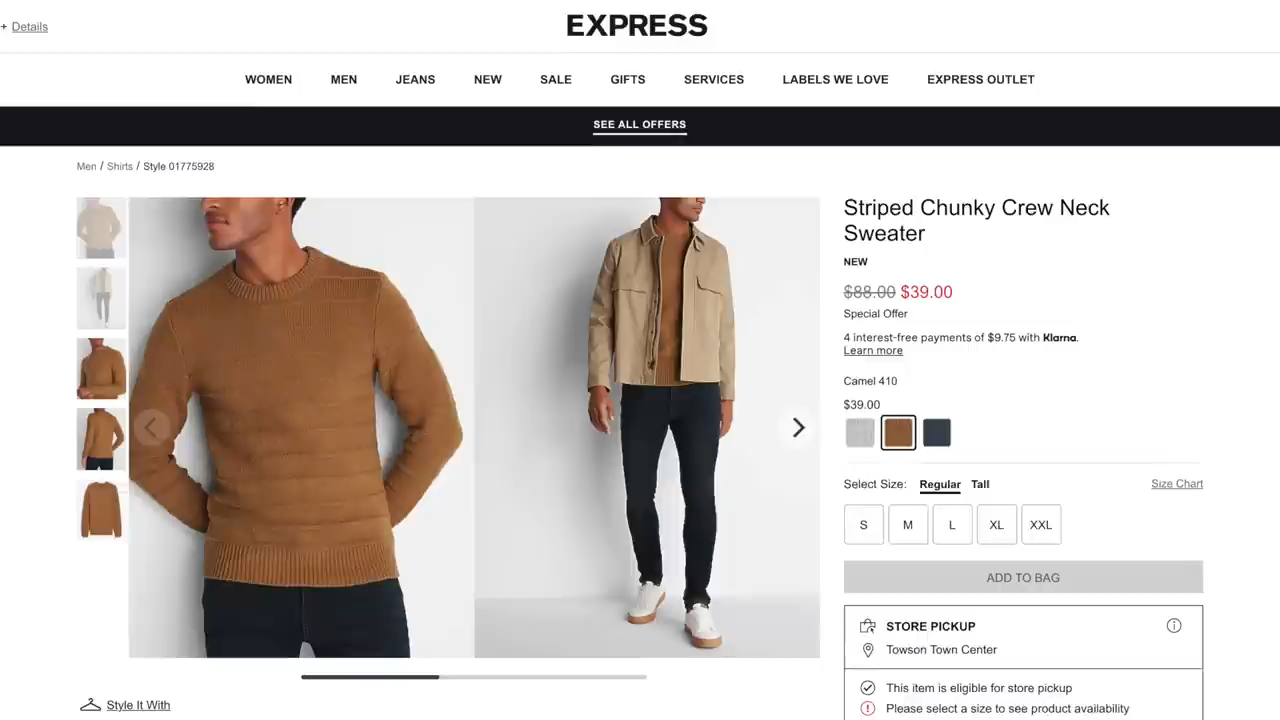 + Details
EXPRESS
WOMEN MEN JEANS NEW SALE GIFTS SERVICES LABELS WE LOVE EXPRESS OUTLET
SEE ALL OFFERS
Men / Shirts / Style 01775928
Striped Chunky Crew Neck
Sweater
NEW
$88.00 $39.00
Special Offer
4 interest-free payments of $9.75 with Klarna.
Learn more
Camel 410
$39.00
Select Size: Regular Tall Size Chart
S M L XL XXL
ADD TO BAG
STORE PICKUP
Towson Town Center
This item is eligible for store pickup
Please select a size to see product availability
Style It With